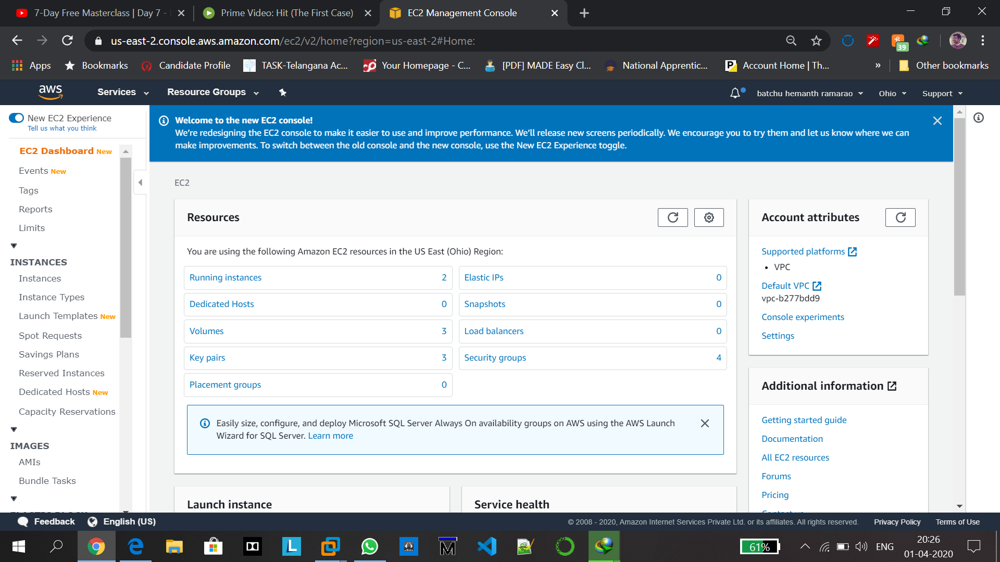 7-Day Free Masterclass | Day 7 -
Prime Video: Hit (The First Case)
EC2 Management Console
us-east-2.console.aws.amazon.com/ec2/v2/home?region=us-east-2#Home:
39
Apps
Bookmarks
Candidate Profile
TASK-Telangana Ac...
Your Homepage - C...
[PDF] MADE Easy Cl...
National Apprentic...
Account Home | Th...
»
Other bookmarks
aws
Services
Resource Groups
batchu hemanth ramarao
Ohio
Support
New EC2 Experience
Tell us what you think
EC2 Dashboard New
Events New
Tags
Reports
Limits
INSTANCES
Instances
Instance Types
Launch Templates New
Spot Requests
Savings Plans
Reserved Instances
Dedicated Hosts New
Capacity Reservations
IMAGES
AMIs
Bundle Tasks
Welcome to the new EC2 console!
We're redesigning the EC2 console to make it easier to use and improve performance. We'll release new screens periodically. We encourage you to try them and let us know where we can
make improvements. To switch between the old console and the new console, use the New EC2 Experience toggle.
EC2
Resources
You are using the following Amazon EC2 resources in the US East (Ohio) Region:
Running instances 2
Elastic IPs 0
Dedicated Hosts 0
Snapshots 0
Volumes 3
Load balancers 0
Key pairs 3
Security groups 4
Placement groups 0
Easily size, configure, and deploy Microsoft SQL Server Always On availability groups on AWS using the AWS Launch
Wizard for SQL Server. Learn more
Launch instance
Service health
Account attributes
Supported platforms
• VPC
Default VPC
vpc-b277bdd9
Console experiments
Settings
Additional information
Getting started guide
Documentation
All EC2 resources
Forums
Pricing
Feedback
English (US)
© 2008 - 2020, Amazon Internet Services Private Ltd. or its affiliates. All rights reserved.
Privacy Policy
Terms of Use
L
M
61%
ENG
20:26
01-04-2020